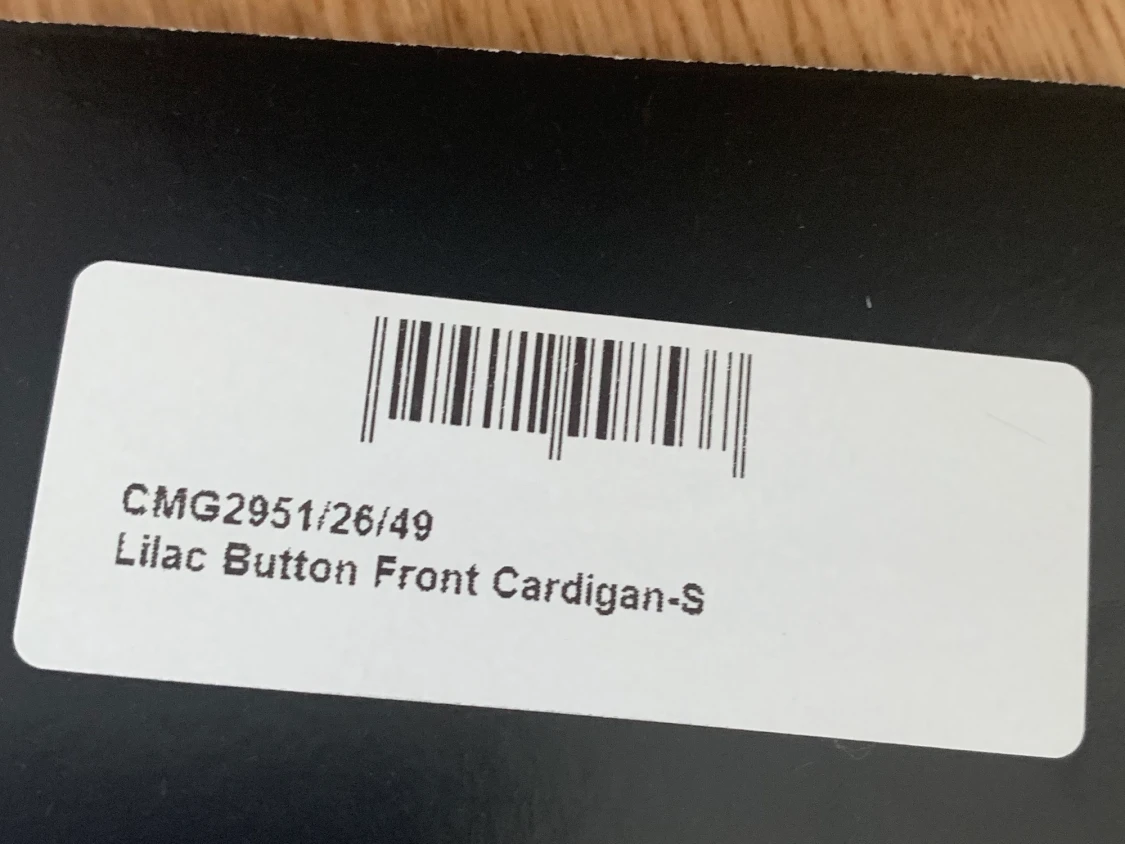 CMG2951/26/49
Lilac Button Front Cardigan-S